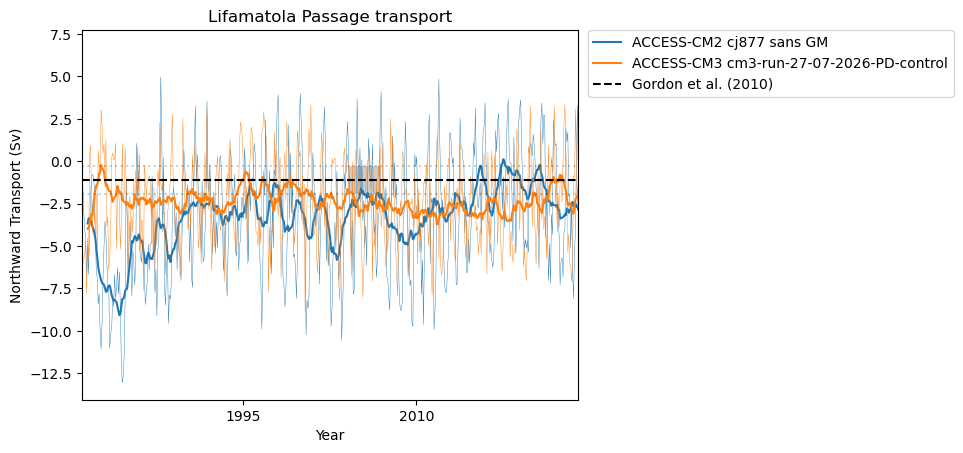 Lifamatola Passage transport
ACCESS-CM2 cj877 sans GM
ACCESS-CM3 cm3-run-27-07-2026-PD-control
Gordon et al. (2010)
Northward Transport (Sv)
7.5
5.0
2.5
0.0
−2.5
−5.0
−7.5
−10.0
−12.5
1995
2010
Year